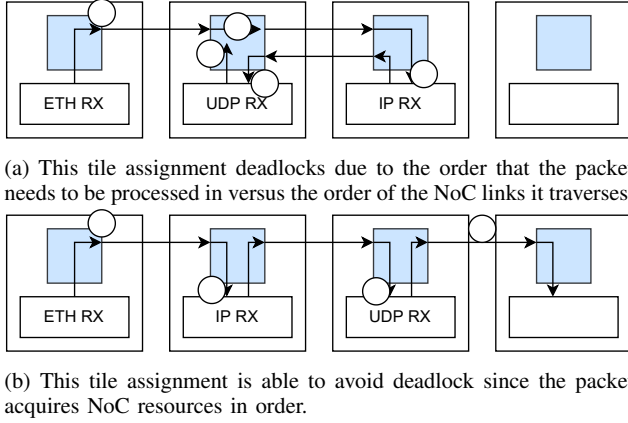 ETH RX
UDP RX
IP RX
(a) This tile assignment deadlocks due to the order that the packe
needs to be processed in versus the order of the NoC links it traverses
ETH RX
IP RX
UDP RX
(b) This tile assignment is able to avoid deadlock since the packe
acquires NoC resources in order.